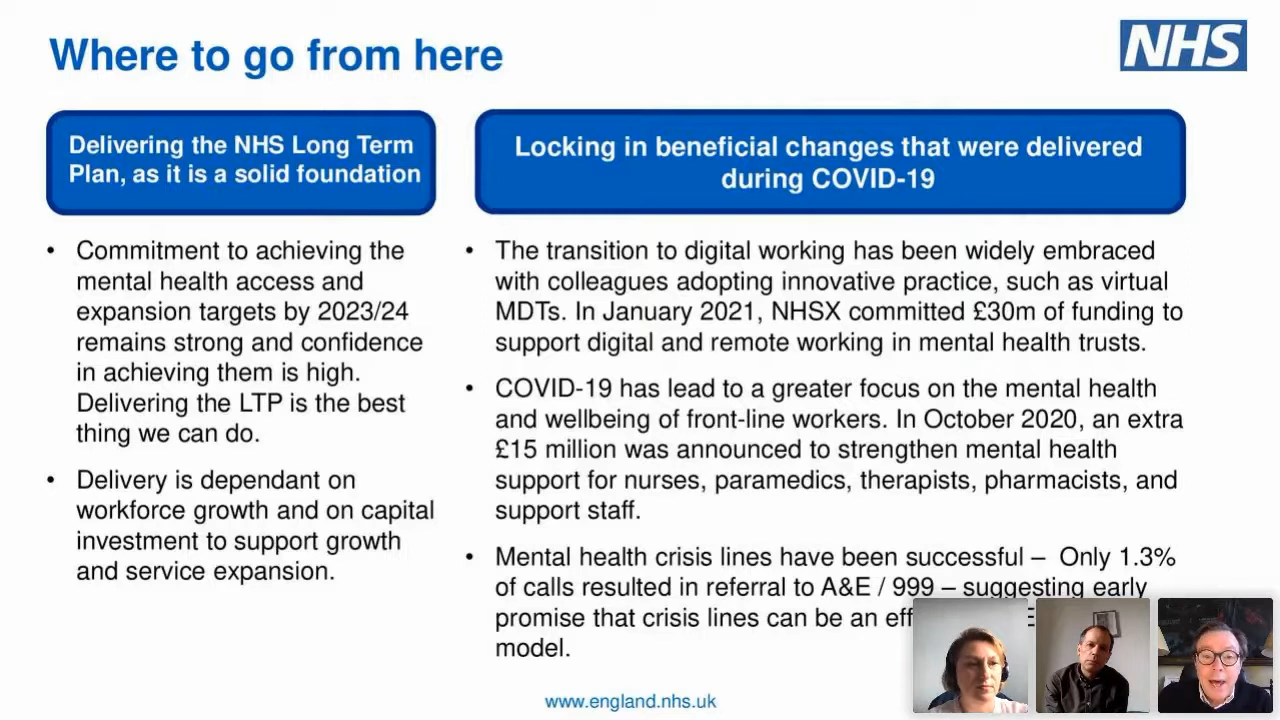 Where to go from here
NHS
Delivering the NHS Long Term
Plan, as it is a solid foundation
• Commitment to achieving the
mental health access and
expansion targets by 2023/24
remains strong and confidence
in achieving them is high.
Delivering the LTP is the best
thing we can do.
• Delivery is dependant on
workforce growth and on capital
investment to support growth
and service expansion.
Locking in beneficial changes that were delivered
during COVID-19
• The transition to digital working has been widely embraced
with colleagues adopting innovative practice, such as virtual
MDTs. In January 2021, NHSX committed £30m of funding to
support digital and remote working in mental health trusts.
• COVID-19 has lead to a greater focus on the mental health
and wellbeing of front-line workers. In October 2020, an extra
£15 million was announced to strengthen mental health
support for nurses, paramedics, therapists, pharmacists, and
support staff.
• Mental health crisis lines have been successful – Only 1.3%
of calls resulted in referral to A&E / 999 – suggesting early
promise that crisis lines can be an
model.
www.england.nhs.uk